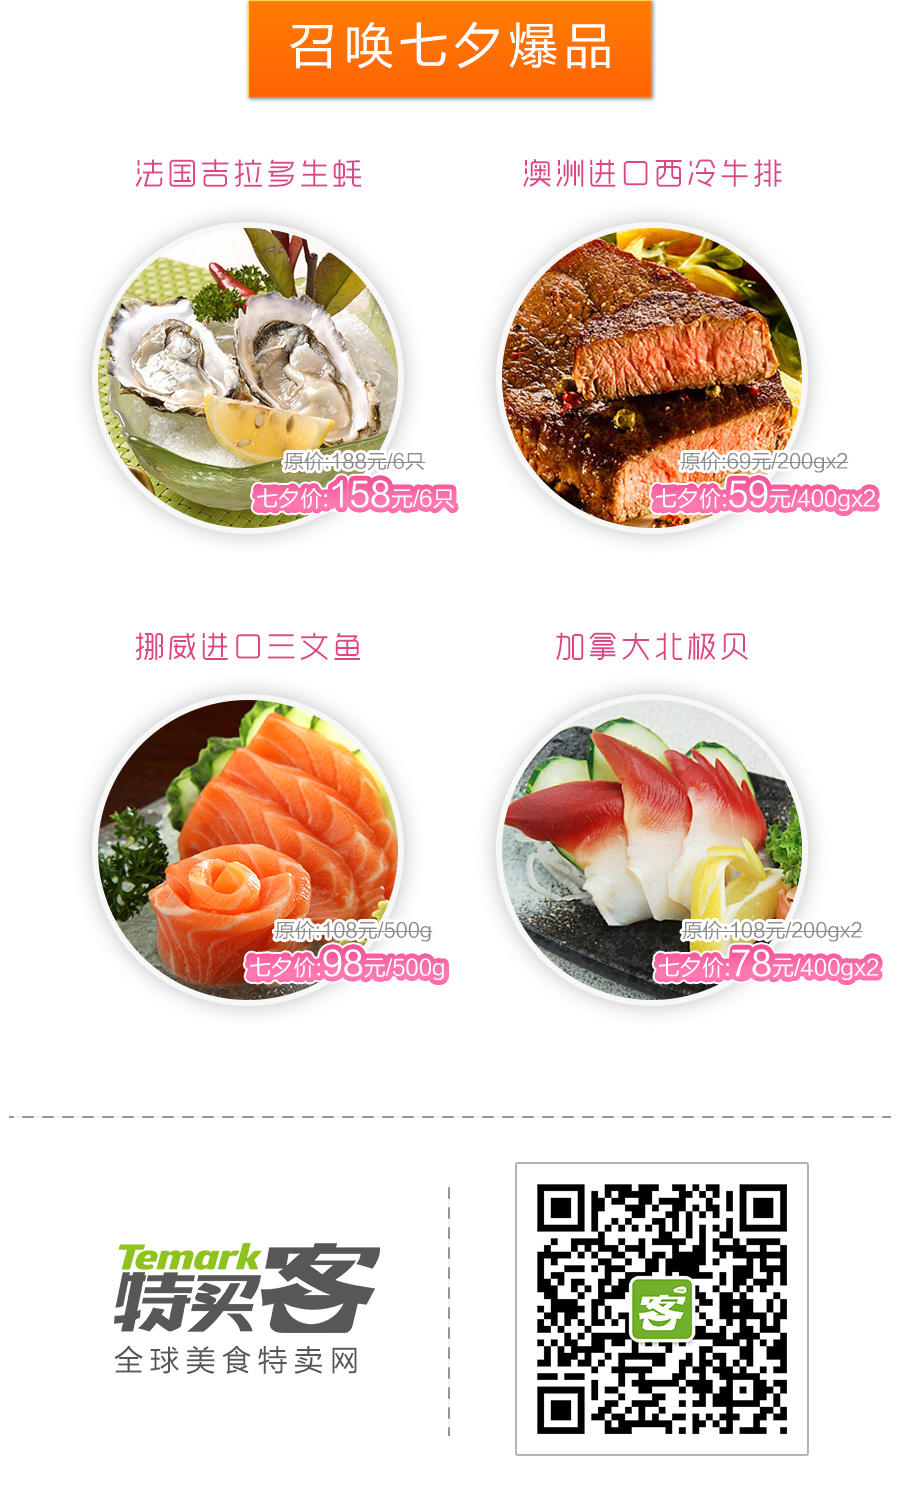 召唤七夕爆品
法国吉拉多生蚝
澳洲进口西冷牛排
原价:188元/6只
七夕价:158元/6只
原价:69元/200gx2
七夕价:59元/400gx2
挪威进口三文鱼
加拿大北极贝
原价:108元/500g
七夕价:98元/500g
原价:108元/200gx2
七夕价:78元/400gx2
Temark
特买客
全球美食特卖网
客